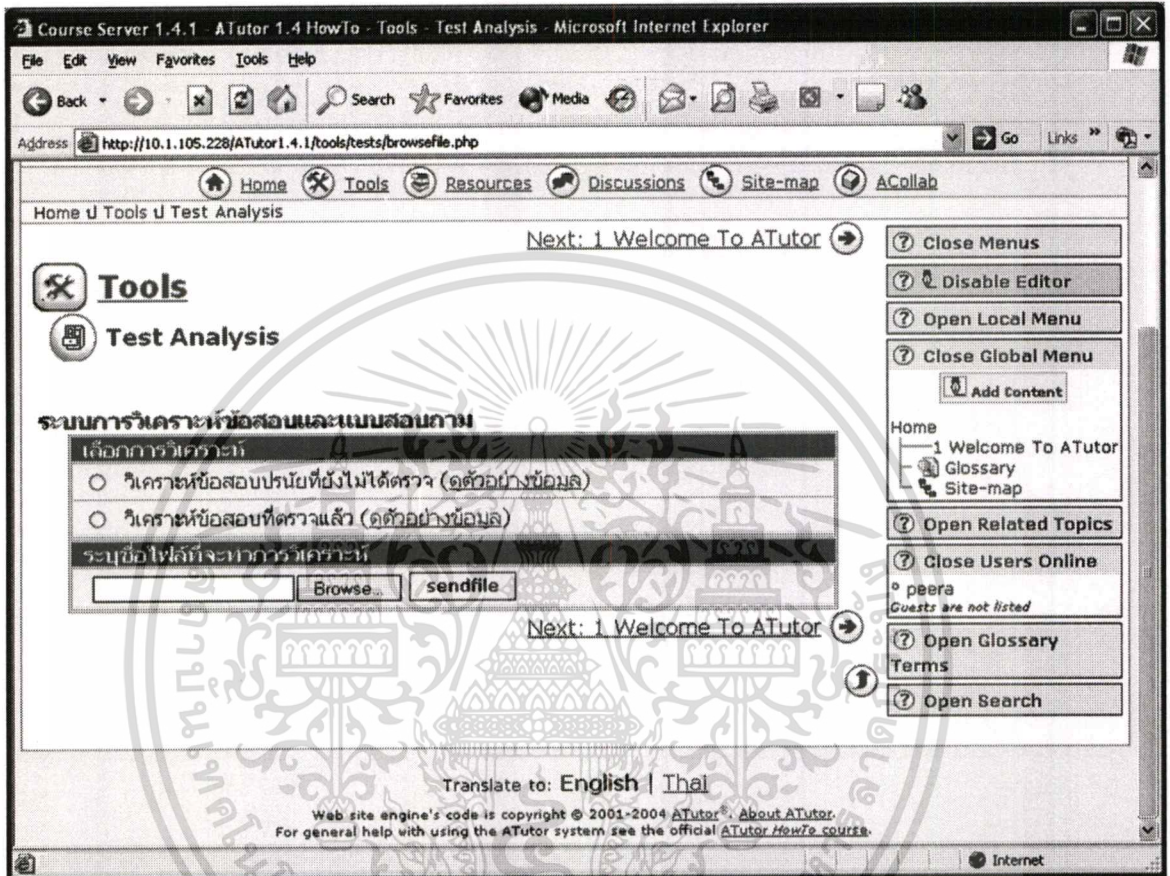 Course Server 1.4.1 - ATutor 1.4 HowTo - Tools - Test Analysis - Microsoft Internet Explorer
File Edit View Favorites Tools Help
Back Search Favorites Media
Address http://10.1.105.228/ATutor1.4.1/tools/tests/browsefile.php Go Links »
Home Tools Resources Discussions Site-map ACollab
Home ป Tools ป Test Analysis
Next: 1 Welcome To ATutor
Tools
Test Analysis
ระบบการวิเคราะห์ข้อสอบและแบบสอบถาม
เลือกการวิเคราะห์
วิเคราะห์ข้อสอบปรนัยที่ยังไม่ได้ตรวจ (ดูตัวอย่างข้อมูล)
วิเคราะห์ข้อสอบที่ตรวจแล้ว (ดูตัวอย่างข้อมูล)
ระบุชื่อไฟล์ที่จะทำการวิเคราะห์
Browse... sendfile
Next: 1 Welcome To ATutor
? Close Menus
? Disable Editor
? Open Local Menu
? Close Global Menu
Add Content
Home
1 Welcome To ATutor
Glossary
Site-map
? Open Related Topics
? Close Users Online
° peera
Guests are not listed
? Open Glossary
Terms
? Open Search
Translate to: English | Thai
Web site engine's code is copyright © 2001-2004 ATutor®. About ATutor.
For general help with using the ATutor system see the official ATutor HowTo course.
Internet